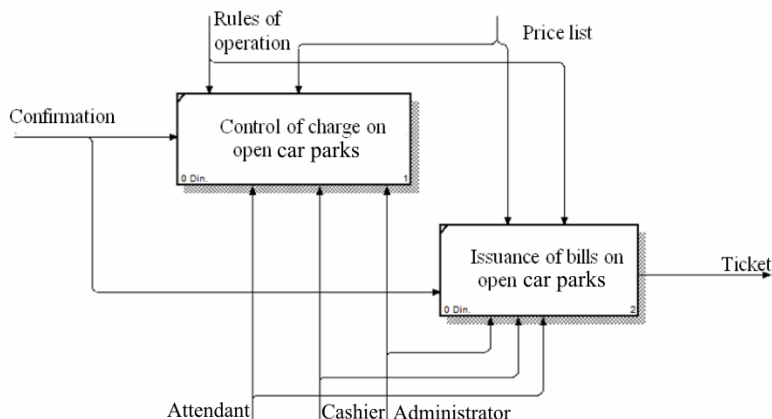 Rules of
operation
Price list
Confirmation
Control of charge on
open car parks
0 Din.
1
Issuance of bills on
open car parks
0 Din.
2
Ticket
Attendant
Cashier
Administrator